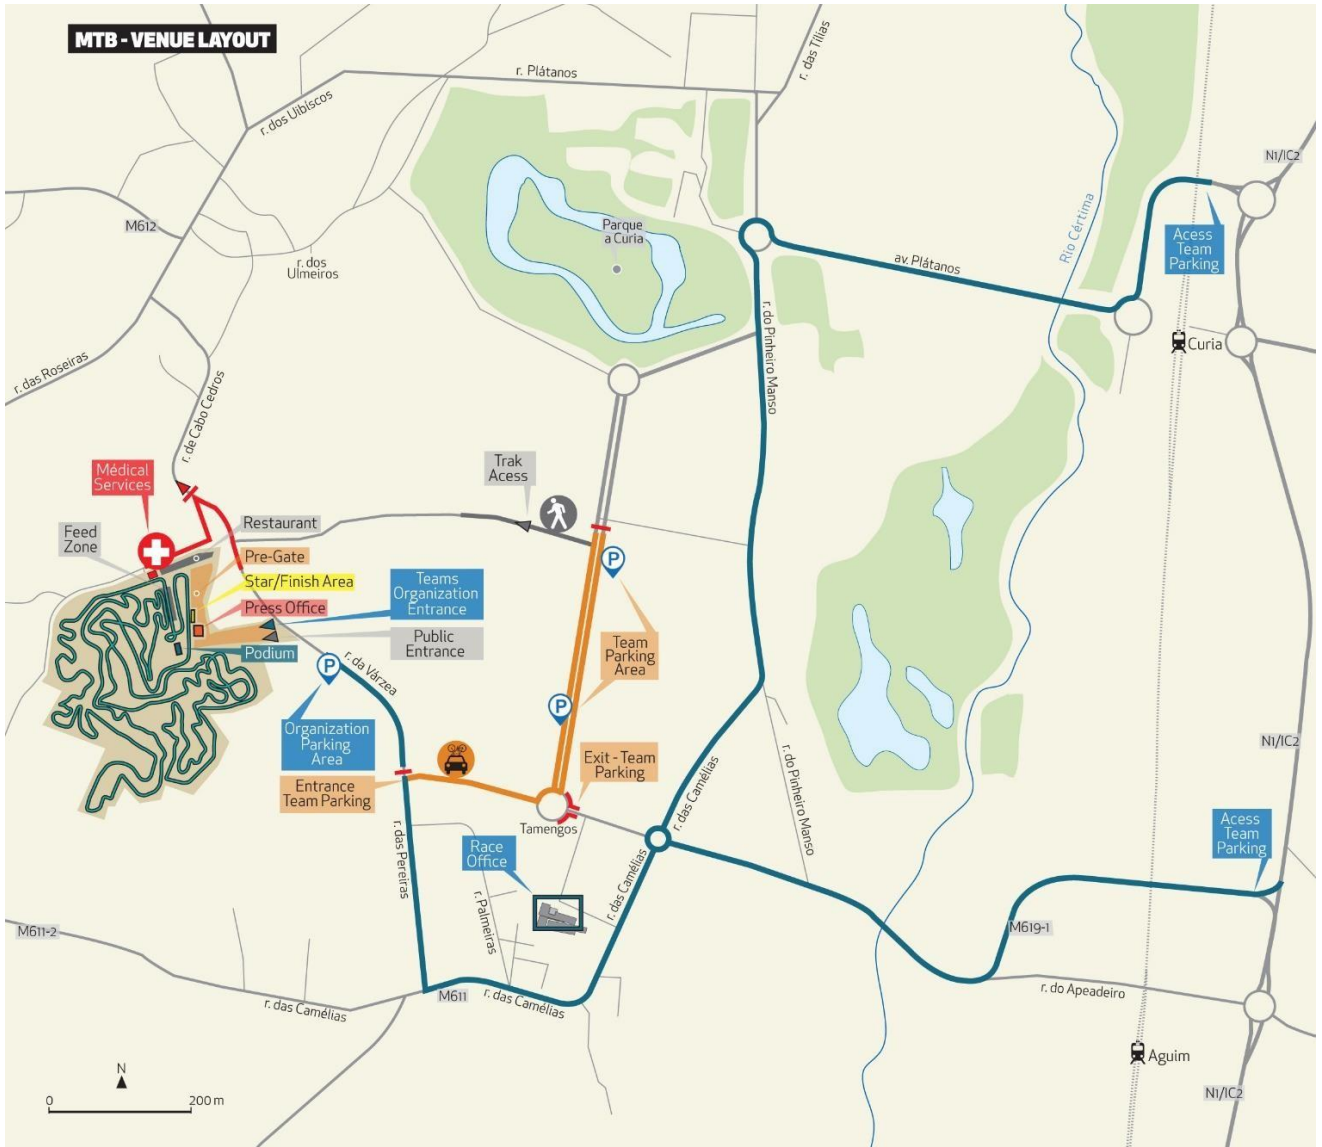 MTB - VENUE LAYOUT
r. das Tílias
r. Plátanos
r. dos Uibíscos
N1/IC2
M612
Parque
a Curia
Rio Cértima
Acess
Team
Parking
r. dos
Ulmeiros
av. Plátanos
r. do Pinheiro Manso
Curia
r. das Roseiras
r. de Cabo Cedros
Trak
Acess
Médical
Services
Restaurant
Feed
Zone
Pre-Gate
Star/Finish Area
Teams
Organization
Entrance
Press Office
Public
Entrance
Podium
P
Team
Parking
Area
r. da Várzea
P
P
Organization
Parking
Area
N1/IC2
Exit - Team
Parking
Entrance
Team Parking
r. do Pinheiro Manso
r. das Camélias
Tamengos
Acess
Team
Parking
Race
Office
r. das Pereiras
r. das Camélias
r. Palmeiras
M611-2
M619-1
r. das Camélias
M611
r. das Camélias
r. do Apeadeiro
Aguim
N
0 200 m
N1/IC2